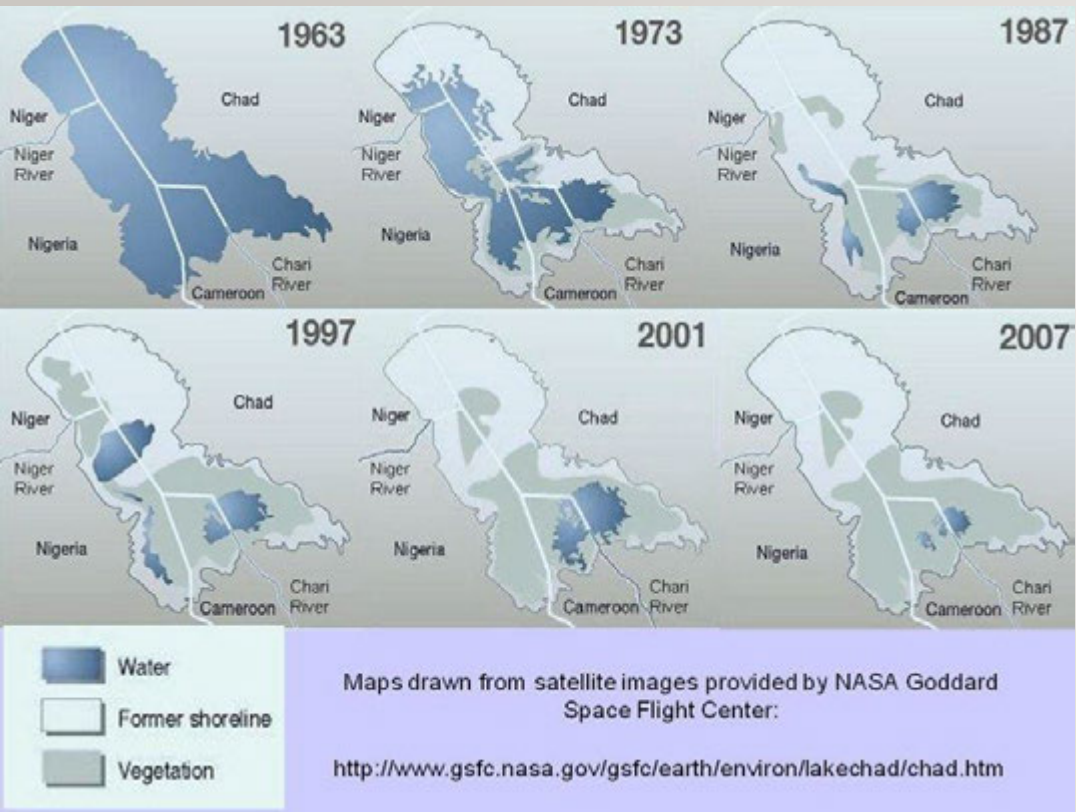 1963
Chad
Niger
Niger
River
Nigeria
Chari
River
Cameroon
1973
Chad
Niger
Niger
River
Nigeria
Chari
River
Cameroon
1987
Chad
Niger
Niger
River
Nigeria
Chari
River
Cameroon
1997
Chad
Niger
Niger
River
Nigeria
Chari
River
Cameroon
2001
Chad
Niger
Niger
River
Nigeria
Chari
River
Cameroon
2007
Chad
Niger
Niger
River
Nigeria
Chari
River
Cameroon
Water
Former shoreline
Vegetation
Maps drawn from satellite images provided by NASA Goddard
Space Flight Center:
http://www.gsfc.nasa.gov/gsfc/earth/environ/lakechad/chad.htm